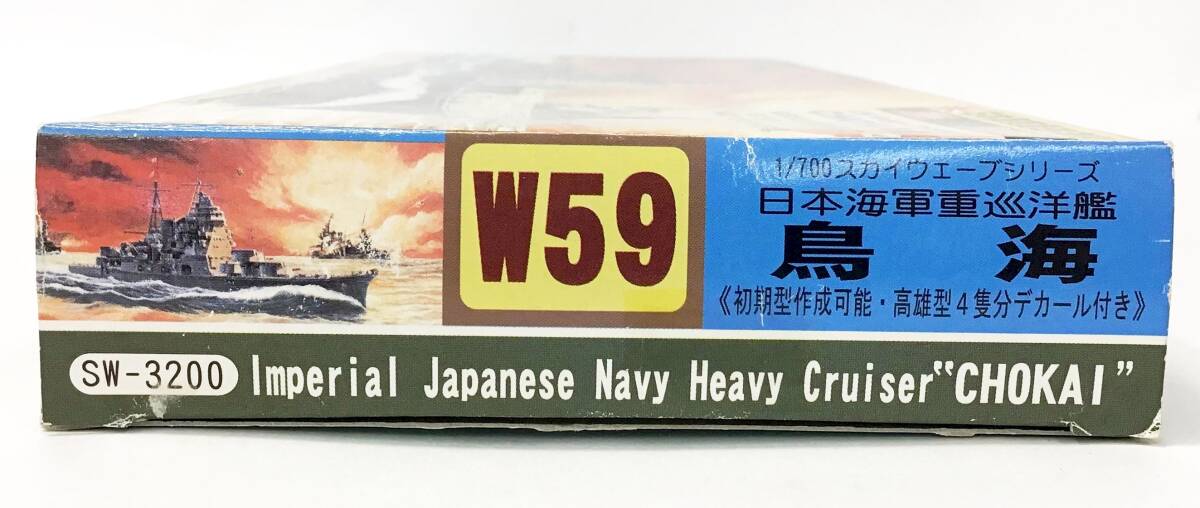 W59
1/700スカイウェーブシリーズ
日本海軍重巡洋艦
鳥海
《初期型作成可能・高雄型4隻分デカール付き》
SW-3200 Imperial Japanese Navy Heavy Cruiser “CHOKAI”